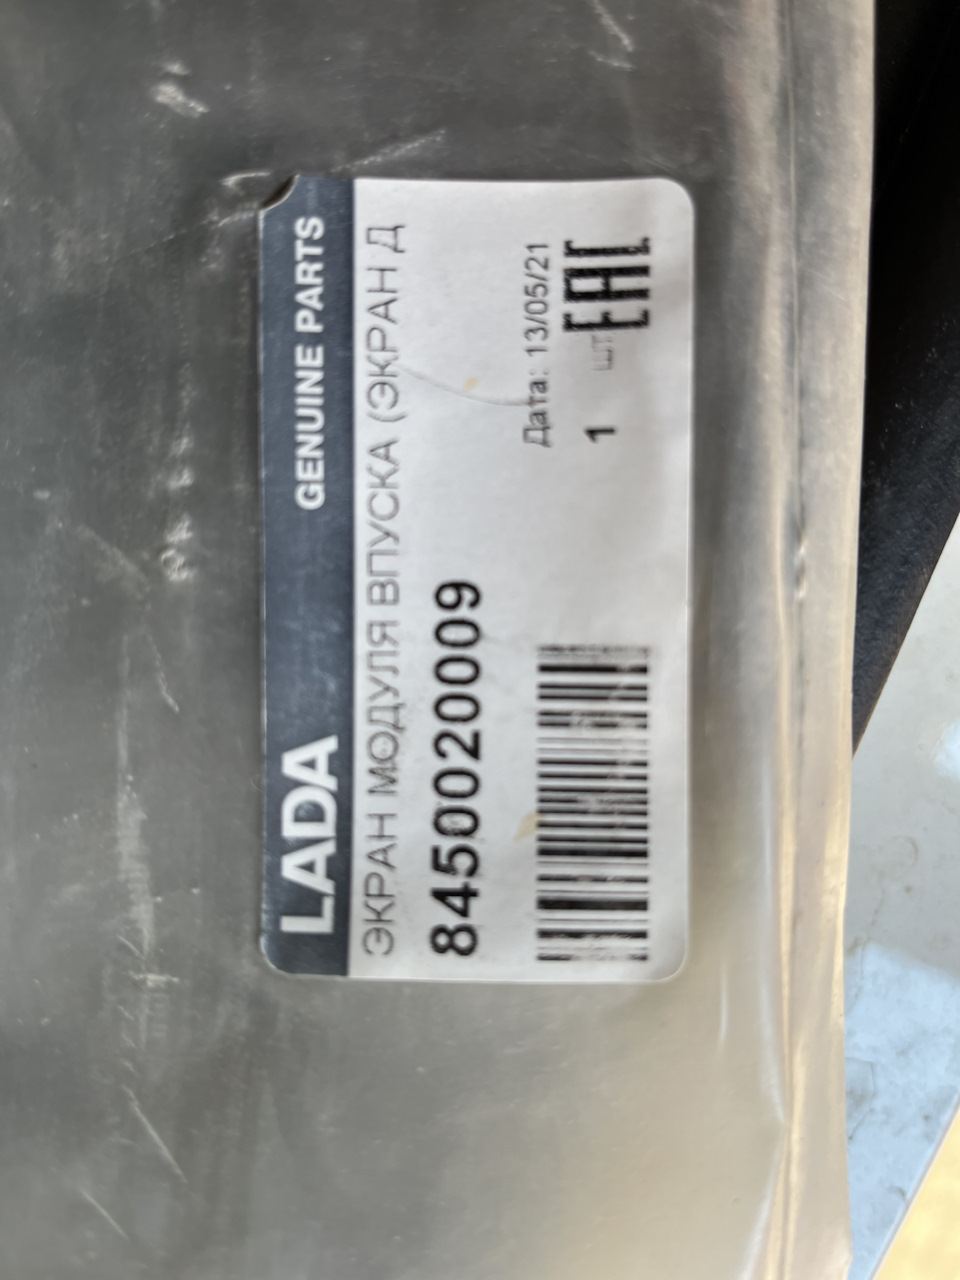 LADA GENUINE PARTS
ЭКРАН МОДУЛЯ ВПУСКА (ЭКРАН Д
8450020009
Дата: 13/05/21
1 шт
EAC